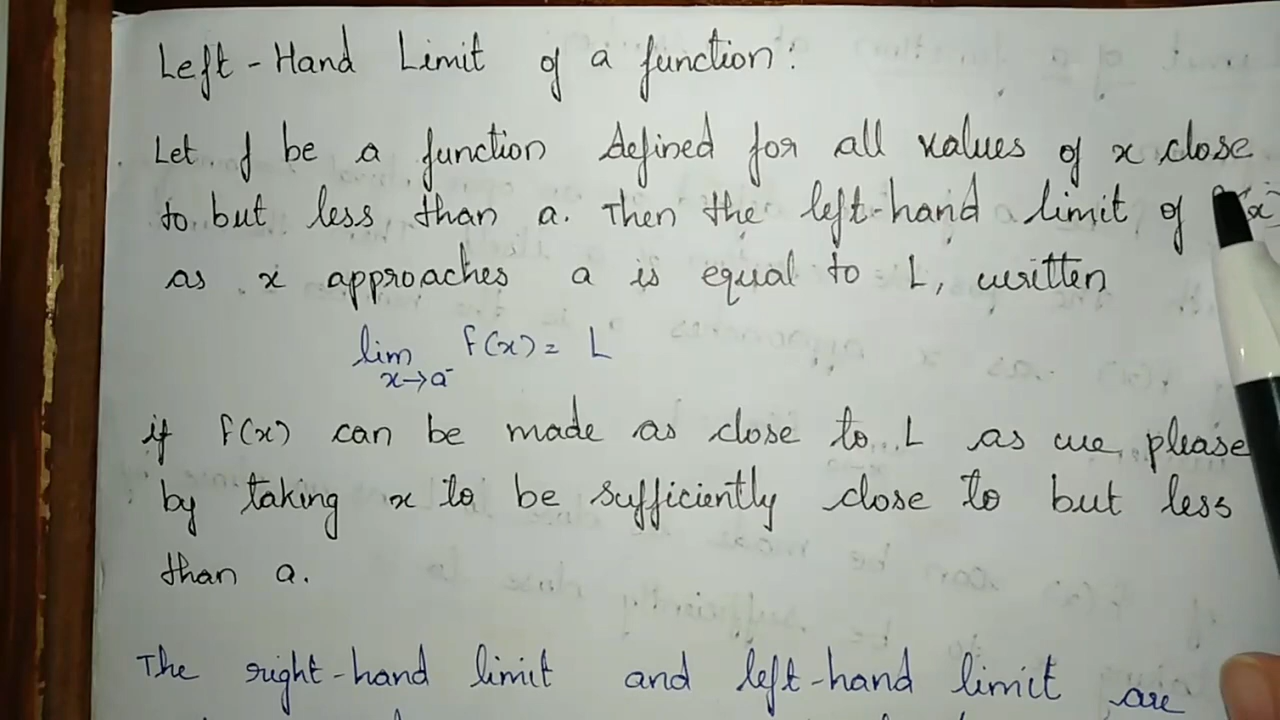 Left-Hand Limit of a function:
Let f be a function defined for all values of x close
to but less than a. Then the left-hand limit of
as x approaches a is equal to L, written
lim f(x) = L
x→a⁻
if f(x) can be made as close to L as we please
by taking x to be sufficiently close to but less
than a.
The right-hand limit and left-hand limit are